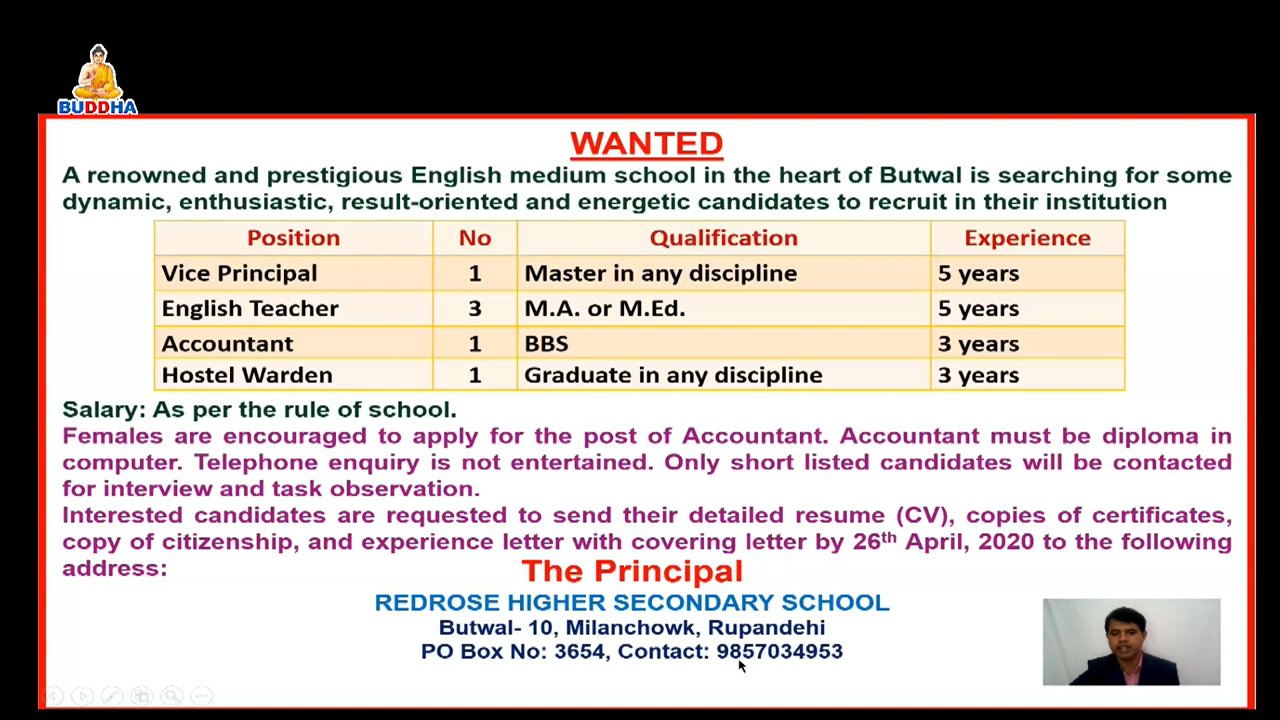 BUDDHA
WANTED
A renowned and prestigious English medium school in the heart of Butwal is searching for some
dynamic, enthusiastic, result-oriented and energetic candidates to recruit in their institution
Position No Qualification Experience
Vice Principal 1 Master in any discipline 5 years
English Teacher 3 M.A. or M.Ed. 5 years
Accountant 1 BBS 3 years
Hostel Warden 1 Graduate in any discipline 3 years
Salary: As per the rule of school.
Females are encouraged to apply for the post of Accountant. Accountant must be diploma in
computer. Telephone enquiry is not entertained. Only short listed candidates will be contacted
for interview and task observation.
Interested candidates are requested to send their detailed resume (CV), copies of certificates,
copy of citizenship, and experience letter with covering letter by 26th April, 2020 to the following
address:
The Principal
REDROSE HIGHER SECONDARY SCHOOL
Butwal- 10, Milanchowk, Rupandehi
PO Box No: 3654, Contact: 9857034953